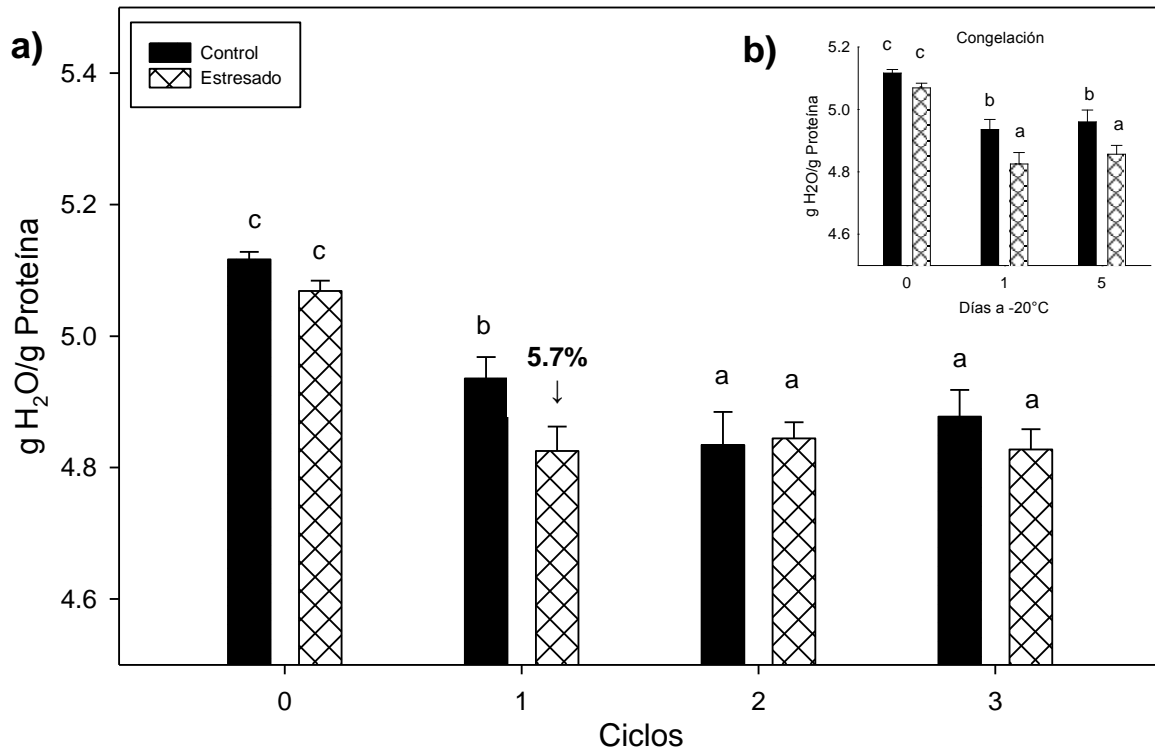 a)
Control
Estresado
5.4
5.2
5.0
4.8
4.6
g H₂O/g Proteína
c
c
b
5.7%
↓
a
a
a
a
0
1
2
3
Ciclos
b)
Congelación
5.2
5.0
4.8
4.6
g H2O/g Proteína
c
c
b
a
b
a
0
1
5
Días a -20°C